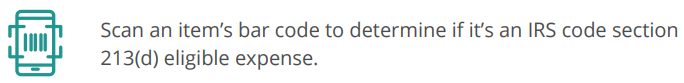 Scan an item’s bar code to determine if it’s an IRS code section
213(d) eligible expense.